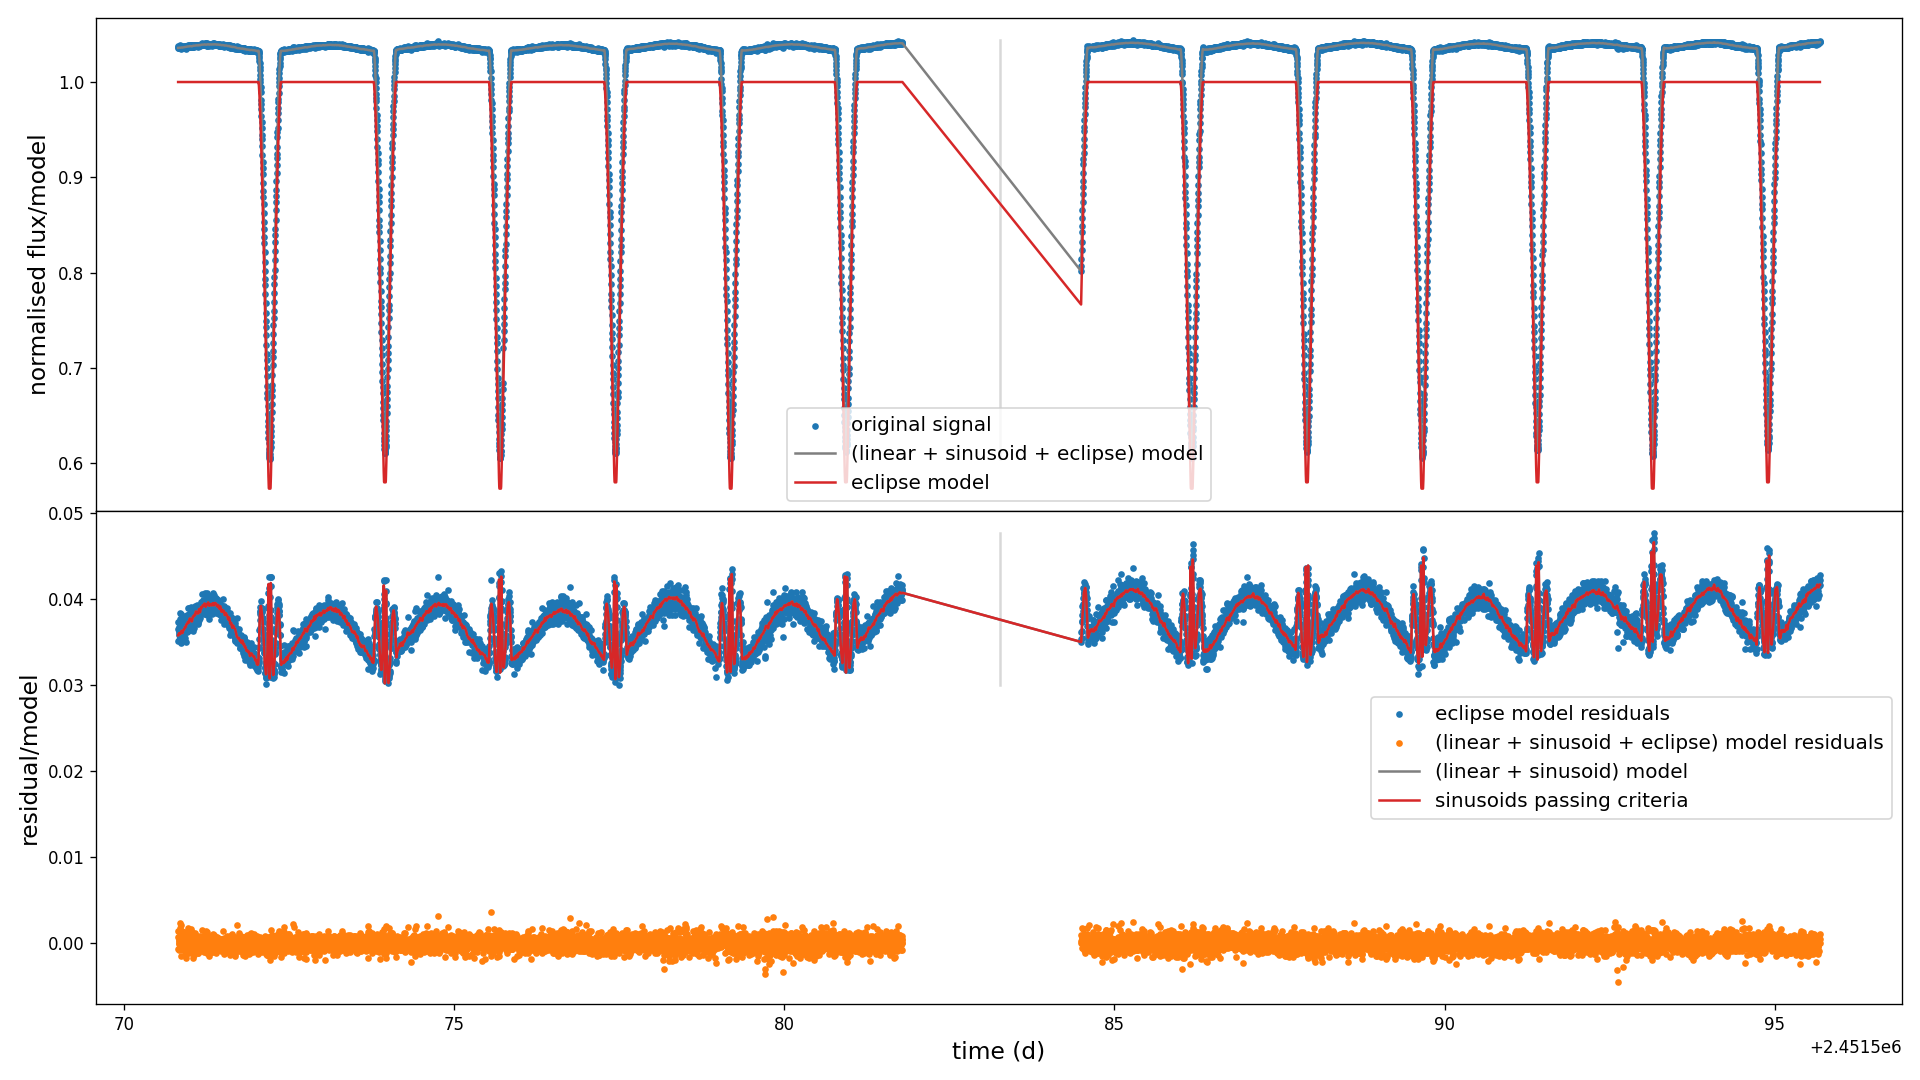 normalised flux/model
1.0
0.9
0.8
0.7
0.6
original signal
(linear + sinusoid + eclipse) model
eclipse model
residual/model
0.05
0.04
0.03
0.02
0.01
0.00
eclipse model residuals
(linear + sinusoid + eclipse) model residuals
(linear + sinusoid) model
sinusoids passing criteria
70 75 80 85 90 95
time (d)
+2.4515e6